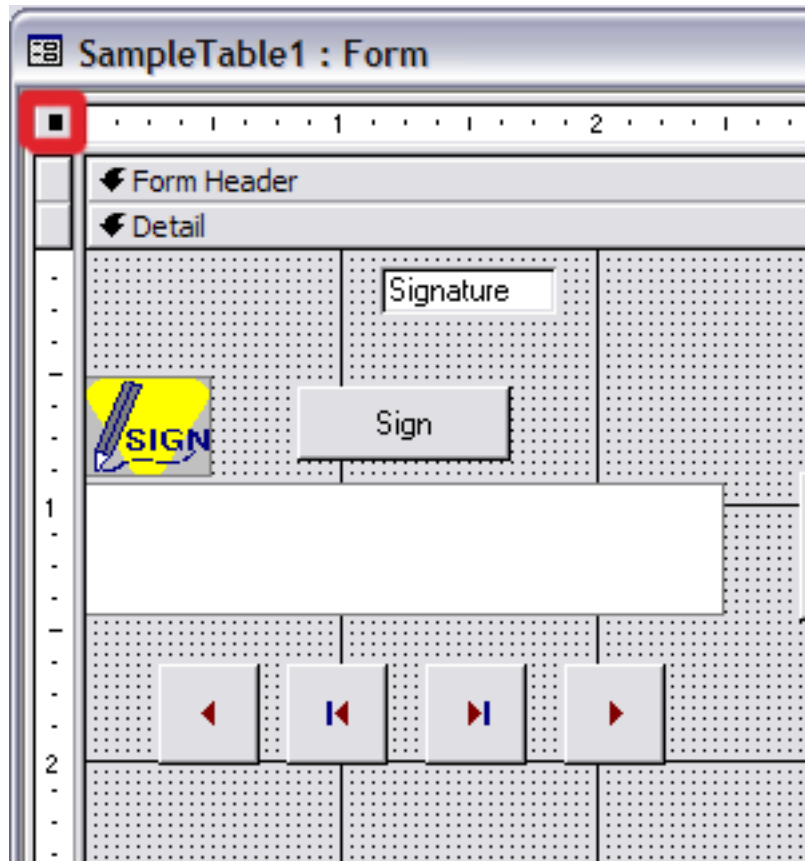 SampleTable1 : Form
1 2
Form Header
Detail
Signature
SIGN
Sign
1
2